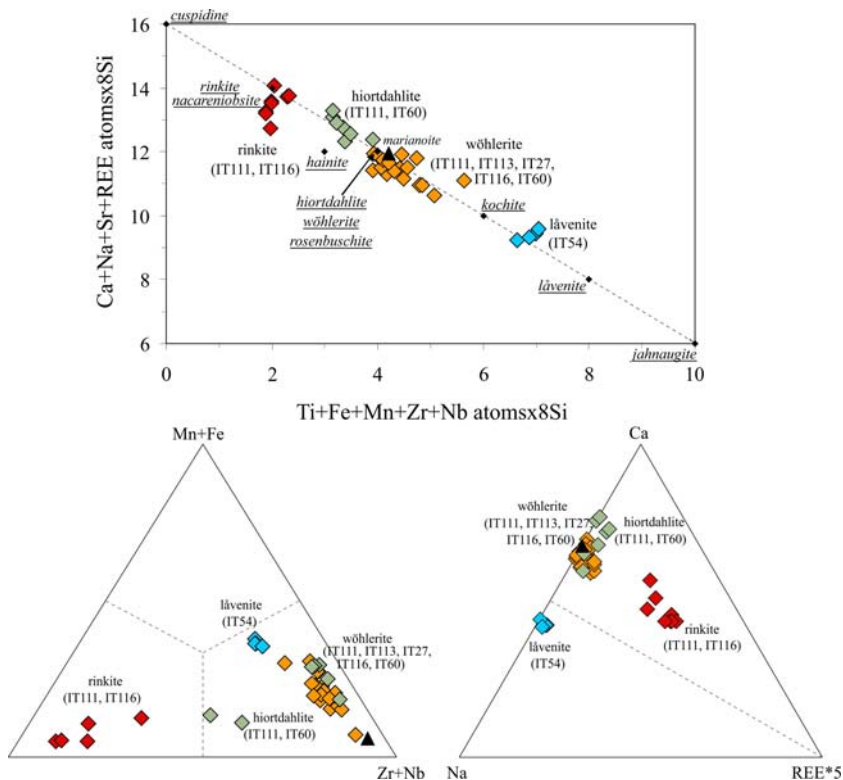 cuspidine
16
14
12
10
8
6
Ca+Na+Sr+REE atomsx8Si
rinkite
nacareniobsite
rinkite
(IT111, IT116)
hiortdahlite
(IT111, IT60)
hainite
marianoite
wöhlerite
(IT111, IT113, IT27,
IT116, IT60)
hiortdahlite
wöhlerite
rosenbuschite
kochite
låvenite
(IT54)
låvenite
jahnaugite
0
2
4
6
8
10
Ti+Fe+Mn+Zr+Nb atomsx8Si
Mn+Fe
låvenite
(IT54)
wöhlerite
(IT111, IT113, IT27,
IT116, IT60)
rinkite
(IT111, IT116)
hiortdahlite
(IT111, IT60)
Zr+Nb
Ca
wöhlerite
(IT111, IT113, IT27,
IT116, IT60)
hiortdahlite
(IT111, IT60)
låvenite
(IT54)
rinkite
(IT111, IT116)
Na
REE*5